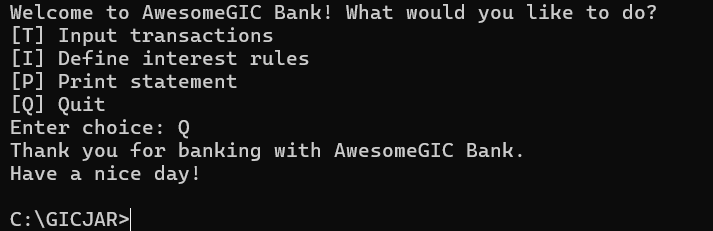 Welcome to AwesomeGIC Bank! What would you like to do?
[T] Input transactions
[I] Define interest rules
[P] Print statement
[Q] Quit
Enter choice: Q
Thank you for banking with AwesomeGIC Bank.
Have a nice day!
C:\GICJAR>